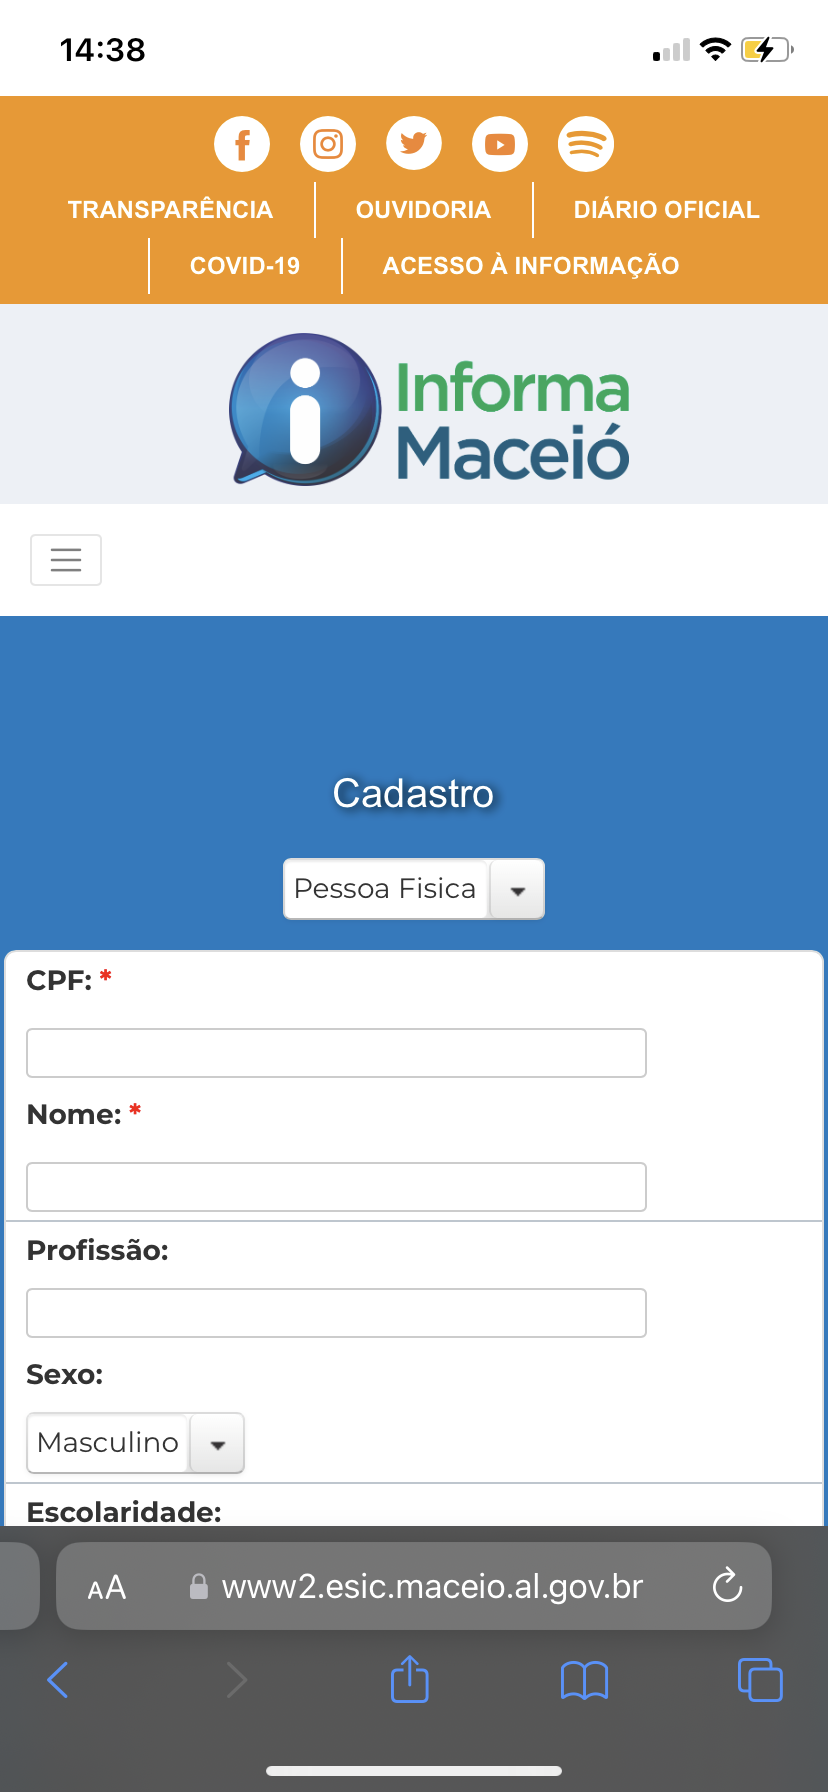 14:38
TRANSPARÊNCIA
OUVIDORIA
DIÁRIO OFICIAL
COVID-19
ACESSO À INFORMAÇÃO
Informa
Maceió
Cadastro
Pessoa Fisica
CPF: *
Nome: *
Profissão:
Sexo:
Masculino
Escolaridade:
AA www2.esic.maceio.al.gov.br